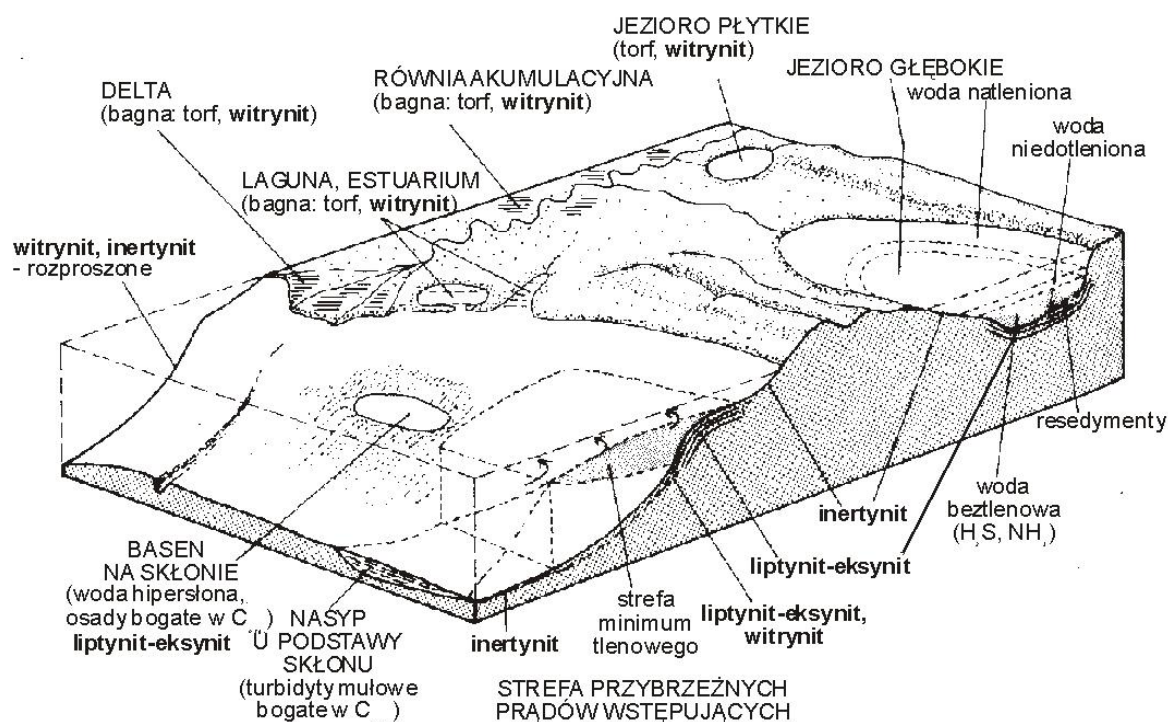 JEZIORO PŁYTKIE
(torf, witrynit)
JEZIORO GŁĘBOKIE
woda natleniona
DELTA
(bagna: torf, witrynit)
RÓWNIA AKUMULACYJNA
(bagna: torf, witrynit)
woda
niedotleniona
LAGUNA, ESTUARIUM
(bagna: torf, witrynit)
witrynit, inertynit
- rozproszone
resedymenty
woda
beztlenowa
(H,S, NH,)
inertynit
liptynit-eksynit
BASEN
NA SKŁONIE
(woda hipersłona,
osady bogate w C )
liptynit-eksynit
NASYP
U PODSTAWY
SKŁONU
(turbidyty mułowe
bogate w C )
inertynit
strefa
minimum
tlenowego
liptynit-eksynit,
witrynit
STREFA PRZYBRZEŻNYCH
PRĄDÓW WSTĘPUJĄCYCH